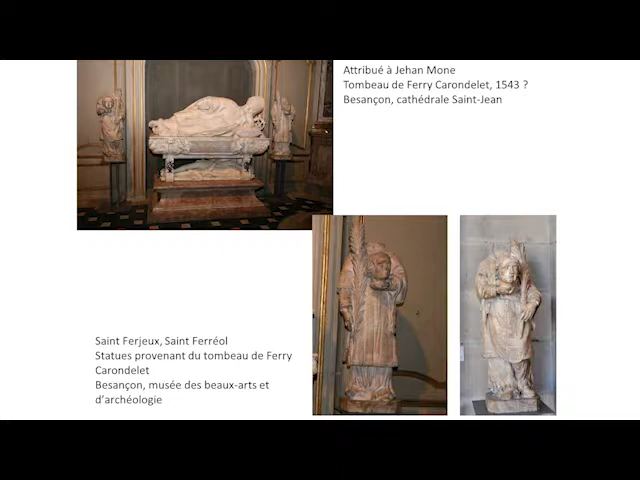 Attribué à Jehan Mone
Tombeau de Ferry Carondelet, 1543 ?
Besançon, cathédrale Saint-Jean
Saint Ferjeux, Saint Ferréol
Statues provenant du tombeau de Ferry
Carondelet
Besançon, musée des beaux-arts et
d’archéologie